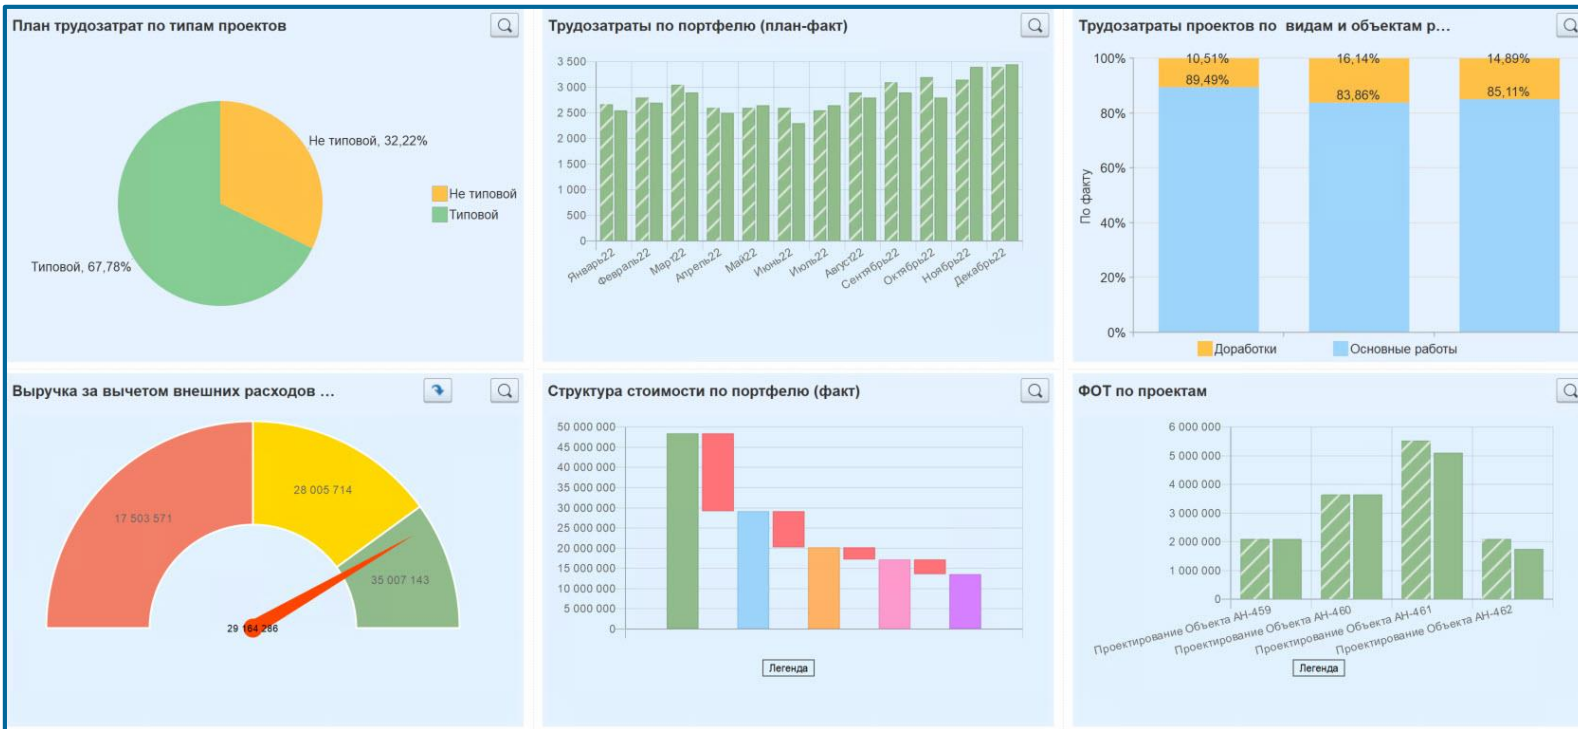 План трудозатрат по типам проектов
Не типовой, 32,22%
Не типовой
Типовой
Типовой, 67,78%
Трудозатраты по портфелю (план-факт)
3 500
3 000
2 500
2 000
1 500
1 000
500
0
Январь22
Февраль22
Март22
Апрель22
Май22
Июнь22
Июль22
Август22
Сентябрь22
Октябрь22
Ноябрь22
Декабрь22
Трудозатраты проектов по видам и объектам р...
По факту
100%
80%
60%
40%
20%
0%
10,51%
89,49%
16,14%
83,86%
14,89%
85,11%
Доработки
Основные работы
Выручка за вычетом внешних расходов ...
17 503 571
28 005 714
35 007 143
29 164 286
Структура стоимости по портфелю (факт)
50 000 000
45 000 000
40 000 000
35 000 000
30 000 000
25 000 000
20 000 000
15 000 000
10 000 000
5 000 000
0
Легенда
ФОТ по проектам
6 000 000
5 000 000
4 000 000
3 000 000
2 000 000
1 000 000
0
Проектирование Объекта АН-459
Проектирование Объекта АН-460
Проектирование Объекта АН-461
Проектирование Объекта АН-462
Легенда